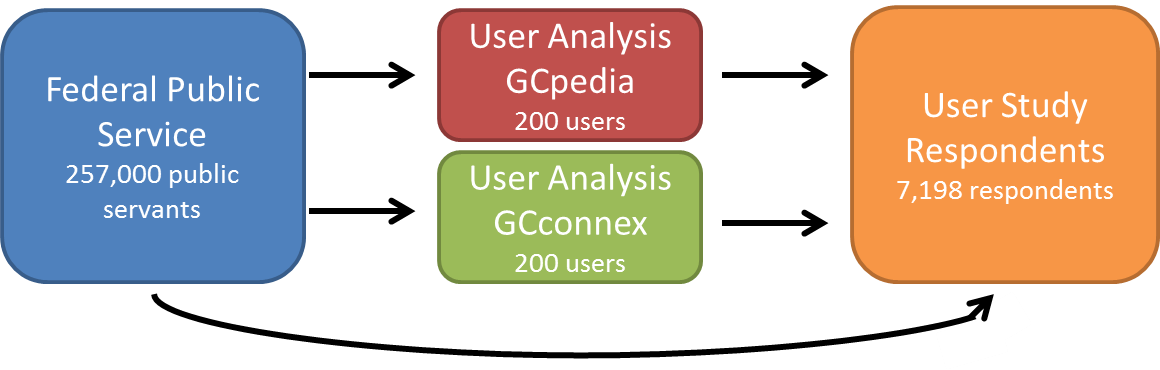 Federal Public
Service
257,000 public
servants
User Analysis
GCpedia
200 users
User Analysis
GCconnex
200 users
User Study
Respondents
7,198 respondents